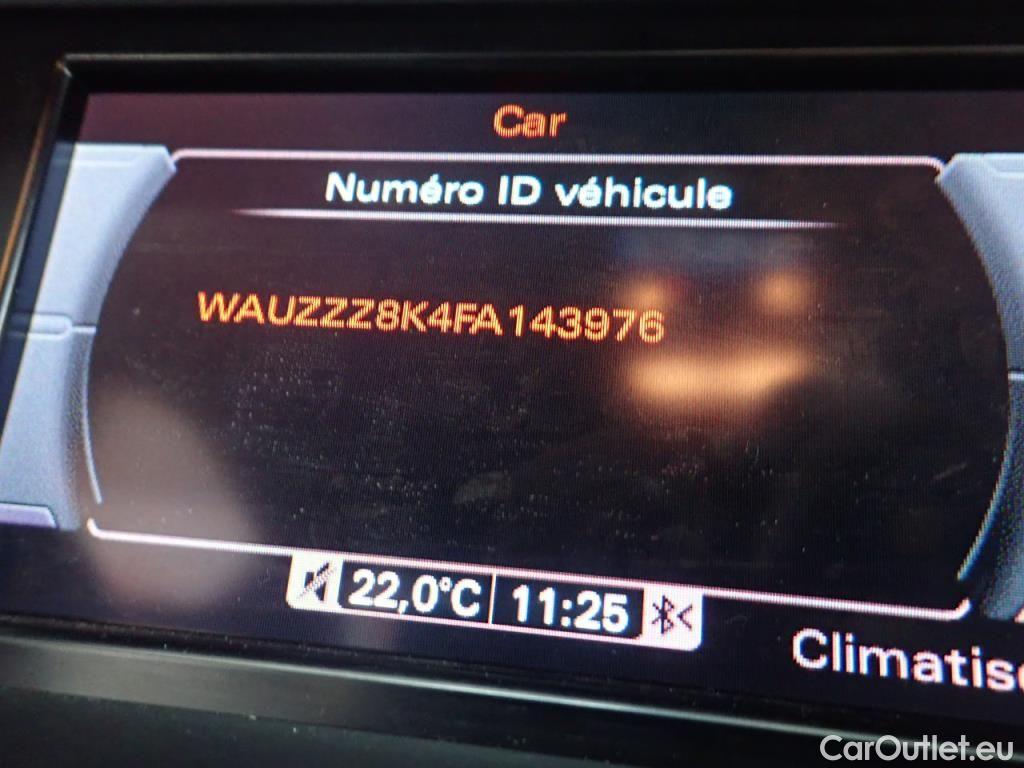 Car
Numéro ID véhicule
WAUZZZ8K4FA143976
22,0°C 11:25
Climatis
CarOutlet.eu